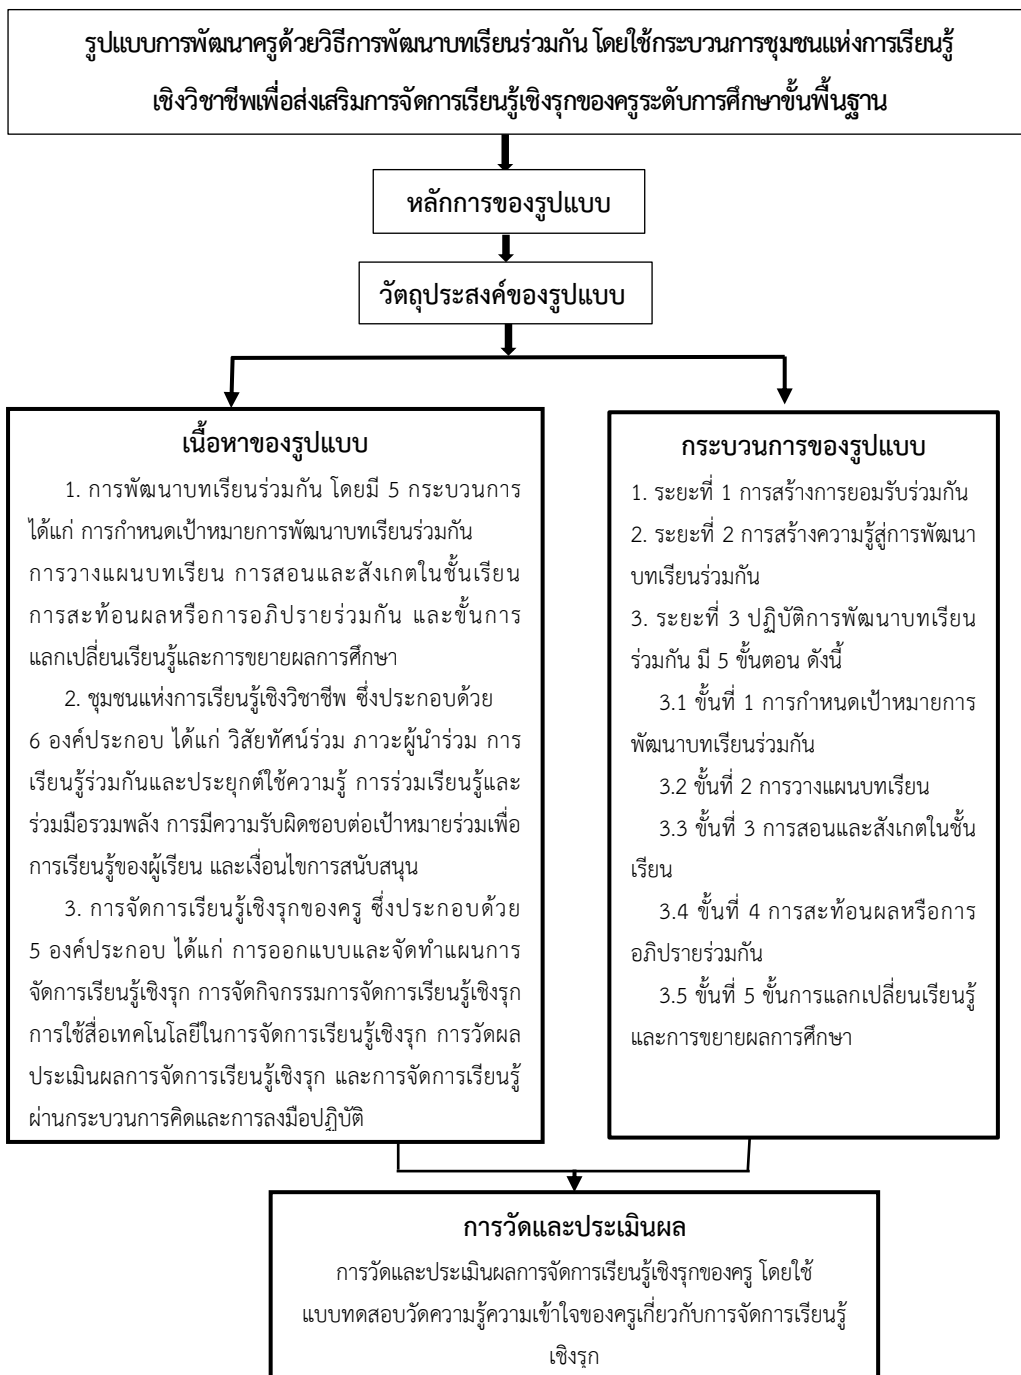 รูปแบบการพัฒนาครูด้วยวิธีการพัฒนาบทเรียนร่วมกัน โดยใช้กระบวนการชุมชนแห่งการเรียนรู้
เชิงวิชาชีพเพื่อส่งเสริมการจัดการเรียนรู้เชิงรุกของครูระดับการศึกษาขั้นพื้นฐาน
หลักการของรูปแบบ
วัตถุประสงค์ของรูปแบบ
เนื้อหาของรูปแบบ
1. การพัฒนาบทเรียนร่วมกัน โดยมี 5 กระบวนการ
ได้แก่ การกำหนดเป้าหมายการพัฒนาบทเรียนร่วมกัน
การวางแผนบทเรียน การสอนและสังเกตในชั้นเรียน
การสะท้อนผลหรือการอภิปรายร่วมกัน และขั้นการ
แลกเปลี่ยนเรียนรู้และการขยายผลการศึกษา
2. ชุมชนแห่งการเรียนรู้เชิงวิชาชีพ ซึ่งประกอบด้วย
6 องค์ประกอบ ได้แก่ วิสัยทัศน์ร่วม ภาวะผู้นำร่วม การ
เรียนรู้ร่วมกันและประยุกต์ใช้ความรู้ การร่วมเรียนรู้และ
ร่วมมือรวมพลัง การมีความรับผิดชอบต่อเป้าหมายร่วมเพื่อ
การเรียนรู้ของผู้เรียน และเงื่อนไขการสนับสนุน
3. การจัดการเรียนรู้เชิงรุกของครู ซึ่งประกอบด้วย
5 องค์ประกอบ ได้แก่ การออกแบบและจัดทำแผนการ
จัดการเรียนรู้เชิงรุก การจัดกิจกรรมการจัดการเรียนรู้เชิงรุก
การใช้สื่อเทคโนโลยีในการจัดการเรียนรู้เชิงรุก การวัดผล
ประเมินผลการจัดการเรียนรู้เชิงรุก และการจัดการเรียนรู้
ผ่านกระบวนการคิดและการลงมือปฏิบัติ
กระบวนการของรูปแบบ
1. ระยะที่ 1 การสร้างการยอมรับร่วมกัน
2. ระยะที่ 2 การสร้างความรู้สู่การพัฒนา
บทเรียนร่วมกัน
3. ระยะที่ 3 ปฏิบัติการพัฒนาบทเรียน
ร่วมกัน มี 5 ขั้นตอน ดังนี้
3.1 ขั้นที่ 1 การกำหนดเป้าหมายการ
พัฒนาบทเรียนร่วมกัน
3.2 ขั้นที่ 2 การวางแผนบทเรียน
3.3 ขั้นที่ 3 การสอนและสังเกตในชั้น
เรียน
3.4 ขั้นที่ 4 การสะท้อนผลหรือการ
อภิปรายร่วมกัน
3.5 ขั้นที่ 5 ขั้นการแลกเปลี่ยนเรียนรู้
และการขยายผลการศึกษา
การวัดและประเมินผล
การวัดและประเมินผลการจัดการเรียนรู้เชิงรุกของครู โดยใช้
แบบทดสอบวัดความรู้ความเข้าใจของครูเกี่ยวกับการจัดการเรียนรู้
เชิงรุก